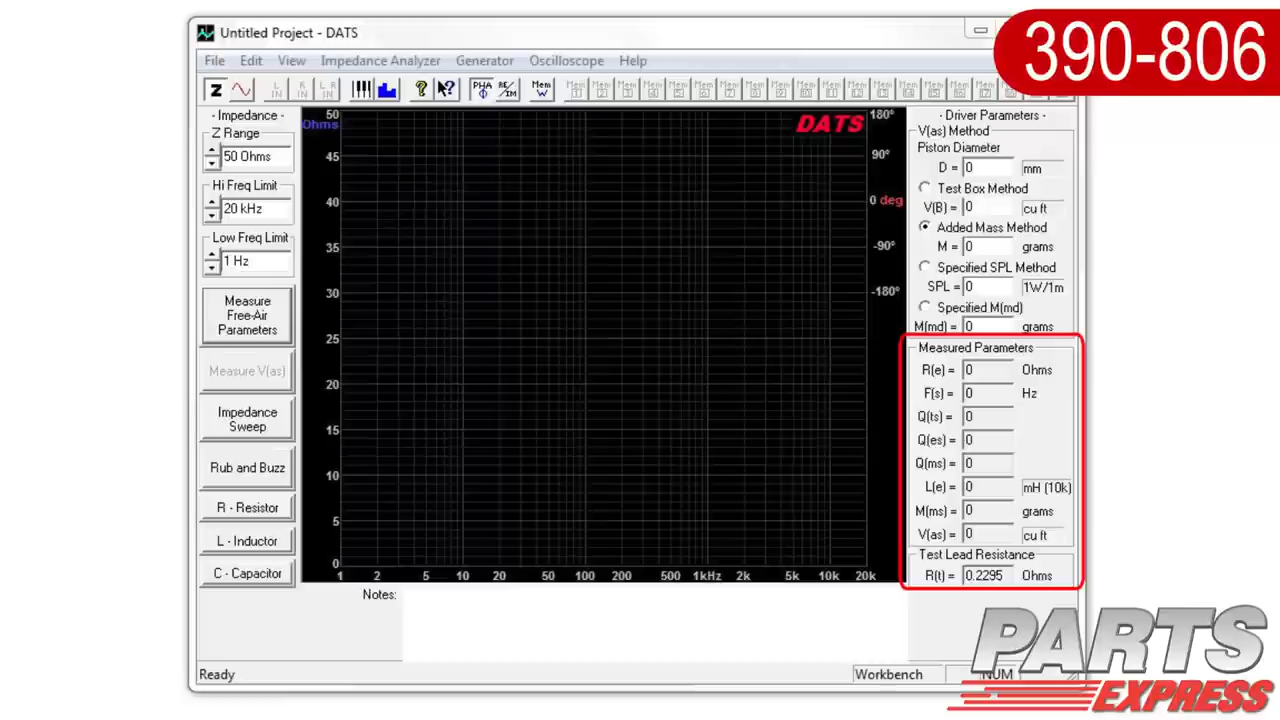 Untitled Project - DATS
390-806
File Edit View Impedance Analyzer Generator Oscilloscope Help
Z L IN R IN L R IN ? ? PHA Φ RE/IM Mem W
- Impedance -
Z Range
50 Ohms
Hi Freq Limit
20 kHz
Low Freq Limit
1 Hz
Measure
Free-Air
Parameters
Measure V(as)
Impedance
Sweep
Rub and Buzz
R - Resistor
L - Inductor
C - Capacitor
50
Ohms
45
40
35
30
25
20
15
10
5
0
1 2 5 10 20 50 100 200 500 1kHz 2k 5k 10k 20k
DATS
180°
90°
0 deg
-90°
-180°
- Driver Parameters -
V(as) Method
Piston Diameter
D = 0 mm
Test Box Method
V(B) = 0 cu ft
Added Mass Method
M = 0 grams
Specified SPL Method
SPL = 0 1W/1m
Specified M(md)
M(md) = 0 grams
Measured Parameters
R(e) = 0 Ohms
F(s) = 0 Hz
Q(ts) = 0
Q(es) = 0
Q(ms) = 0
L(e) = 0 mH (10k)
M(ms) = 0 grams
V(as) = 0 cu ft
Test Lead Resistance
R(t) = 0.2295 Ohms
Notes:
Ready
Workbench
NUM
PARTS
EXPRESS